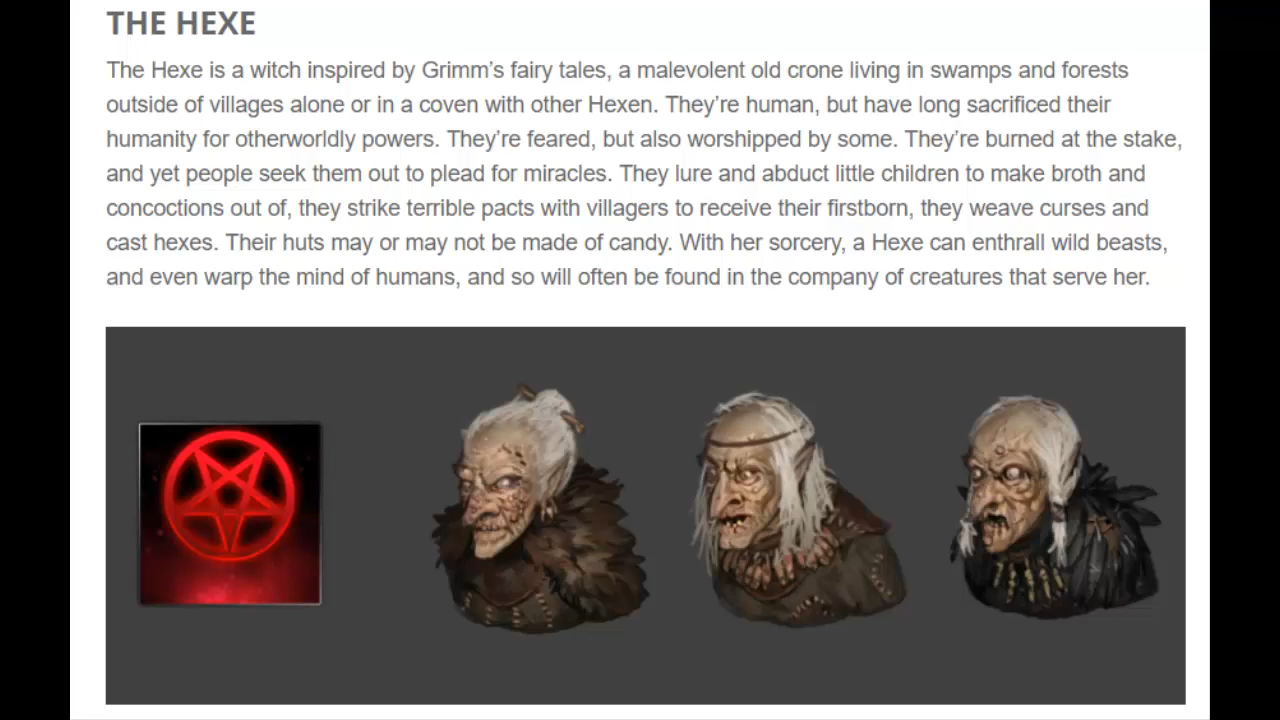 THE HEXE
The Hexe is a witch inspired by Grimm’s fairy tales, a malevolent old crone living in swamps and forests
outside of villages alone or in a coven with other Hexen. They’re human, but have long sacrificed their
humanity for otherworldly powers. They’re feared, but also worshipped by some. They’re burned at the stake,
and yet people seek them out to plead for miracles. They lure and abduct little children to make broth and
concoctions out of, they strike terrible pacts with villagers to receive their firstborn, they weave curses and
cast hexes. Their huts may or may not be made of candy. With her sorcery, a Hexe can enthrall wild beasts,
and even warp the mind of humans, and so will often be found in the company of creatures that serve her.